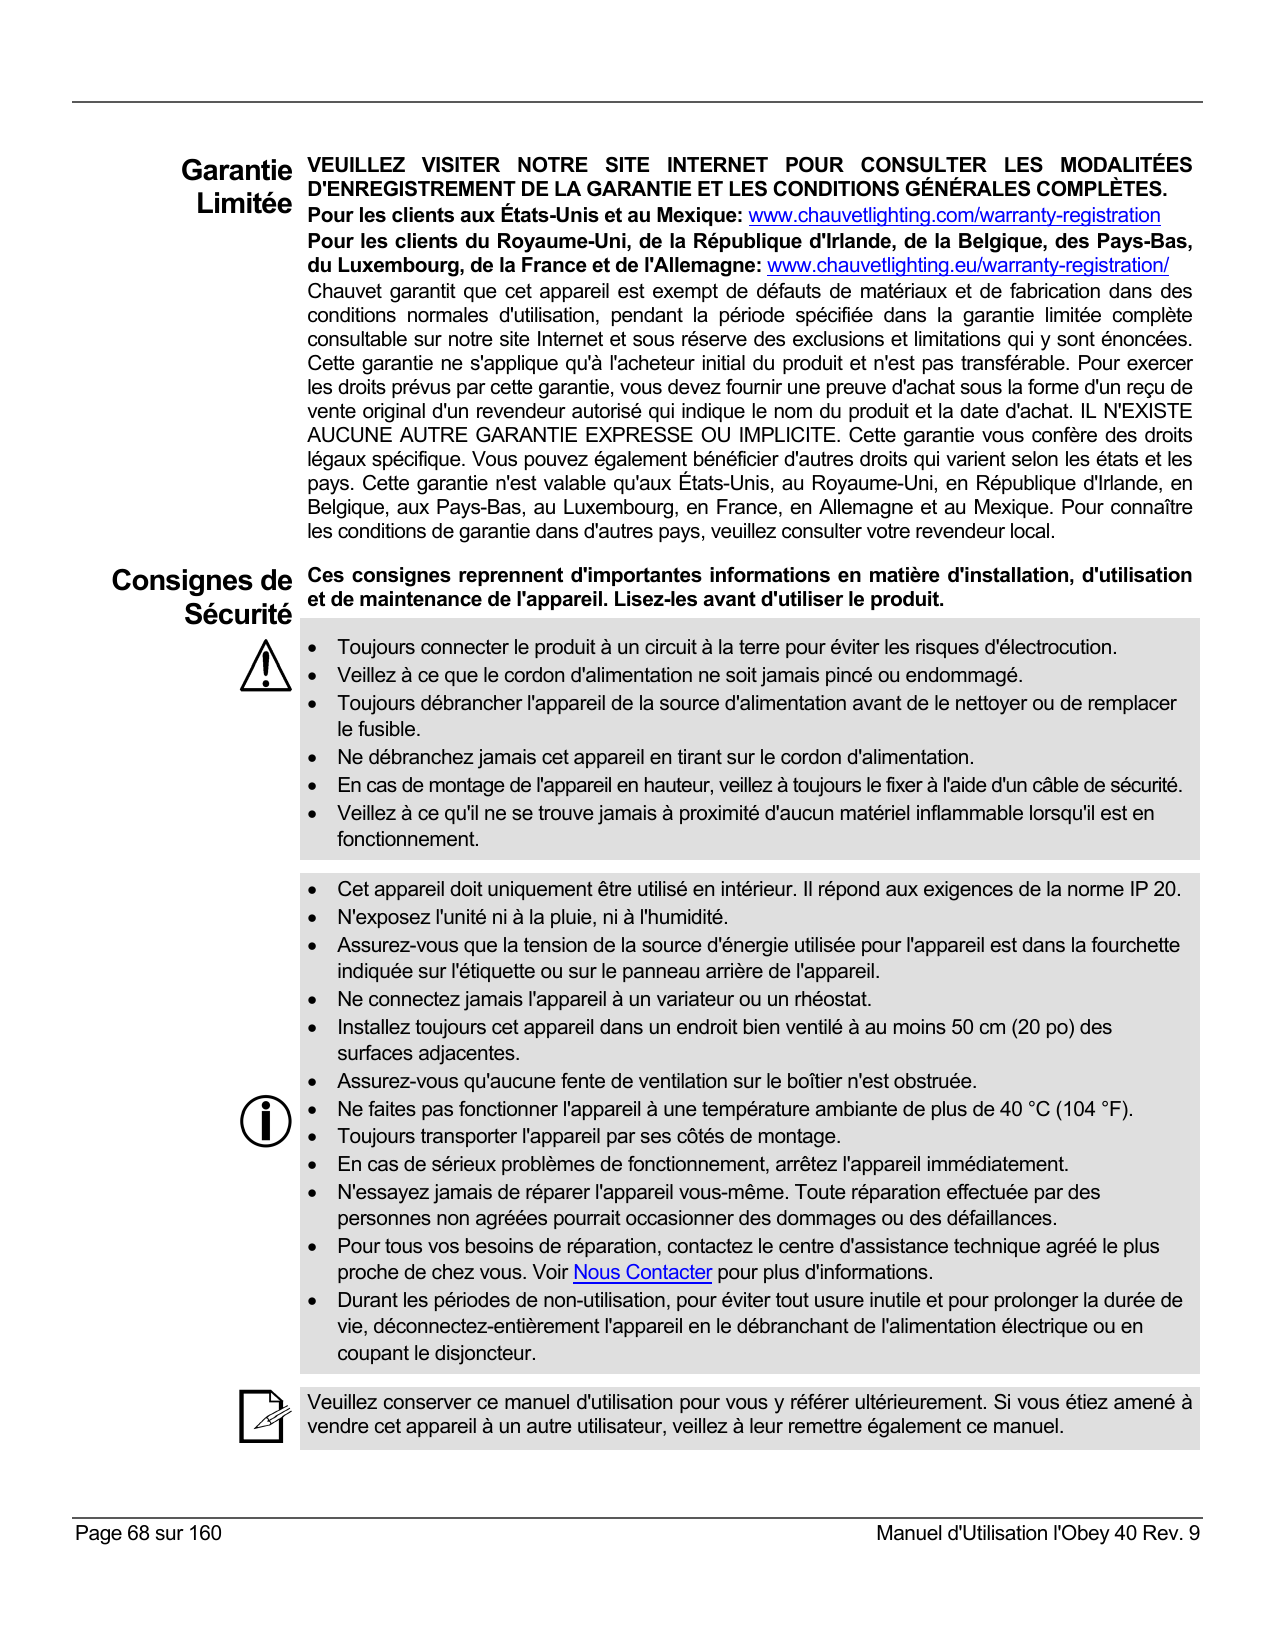 Garantie
Limitée
VEUILLEZ VISITER NOTRE SITE INTERNET POUR CONSULTER LES MODALITÉES
D'ENREGISTREMENT DE LA GARANTIE ET LES CONDITIONS GÉNÉRALES COMPLÈTES.
Pour les clients aux États-Unis et au Mexique: www.chauvetlighting.com/warranty-registration
Pour les clients du Royaume-Uni, de la République d'Irlande, de la Belgique, des Pays-Bas,
du Luxembourg, de la France et de l'Allemagne: www.chauvetlighting.eu/warranty-registration/
Chauvet garantit que cet appareil est exempt de défauts de matériaux et de fabrication dans des
conditions normales d'utilisation, pendant la période spécifiée dans la garantie limitée complète
consultable sur notre site Internet et sous réserve des exclusions et limitations qui y sont énoncées.
Cette garantie ne s'applique qu'à l'acheteur initial du produit et n'est pas transférable. Pour exercer
les droits prévus par cette garantie, vous devez fournir une preuve d'achat sous la forme d'un reçu de
vente original d'un revendeur autorisé qui indique le nom du produit et la date d'achat. IL N'EXISTE
AUCUNE AUTRE GARANTIE EXPRESSE OU IMPLICITE. Cette garantie vous confère des droits
légaux spécifique. Vous pouvez également bénéficier d'autres droits qui varient selon les états et les
pays. Cette garantie n'est valable qu'aux États-Unis, au Royaume-Uni, en République d'Irlande, en
Belgique, aux Pays-Bas, au Luxembourg, en France, en Allemagne et au Mexique. Pour connaître
les conditions de garantie dans d'autres pays, veuillez consulter votre revendeur local.
Consignes de
Sécurité
Ces consignes reprennent d'importantes informations en matière d'installation, d'utilisation
et de maintenance de l'appareil. Lisez-les avant d'utiliser le produit.
• Toujours connecter le produit à un circuit à la terre pour éviter les risques d'électrocution.
• Veillez à ce que le cordon d'alimentation ne soit jamais pincé ou endommagé.
• Toujours débrancher l'appareil de la source d'alimentation avant de le nettoyer ou de remplacer
le fusible.
• Ne débranchez jamais cet appareil en tirant sur le cordon d'alimentation.
• En cas de montage de l'appareil en hauteur, veillez à toujours le fixer à l'aide d'un câble de sécurité.
• Veillez à ce qu'il ne se trouve jamais à proximité d'aucun matériel inflammable lorsqu'il est en
fonctionnement.
• Cet appareil doit uniquement être utilisé en intérieur. Il répond aux exigences de la norme IP 20.
• N'exposez l'unité ni à la pluie, ni à l'humidité.
• Assurez-vous que la tension de la source d'énergie utilisée pour l'appareil est dans la fourchette
indiquée sur l'étiquette ou sur le panneau arrière de l'appareil.
• Ne connectez jamais l'appareil à un variateur ou un rhéostat.
• Installez toujours cet appareil dans un endroit bien ventilé à au moins 50 cm (20 po) des
surfaces adjacentes.
• Assurez-vous qu'aucune fente de ventilation sur le boîtier n'est obstruée.
• Ne faites pas fonctionner l'appareil à une température ambiante de plus de 40 °C (104 °F).
• Toujours transporter l'appareil par ses côtés de montage.
• En cas de sérieux problèmes de fonctionnement, arrêtez l'appareil immédiatement.
• N'essayez jamais de réparer l'appareil vous-même. Toute réparation effectuée par des
personnes non agréées pourrait occasionner des dommages ou des défaillances.
• Pour tous vos besoins de réparation, contactez le centre d'assistance technique agréé le plus
proche de chez vous. Voir Nous Contacter pour plus d'informations.
• Durant les périodes de non-utilisation, pour éviter tout usure inutile et pour prolonger la durée de
vie, déconnectez-entièrement l'appareil en le débranchant de l'alimentation électrique ou en
coupant le disjoncteur.
Veuillez conserver ce manuel d'utilisation pour vous y référer ultérieurement. Si vous étiez amené à
vendre cet appareil à un autre utilisateur, veillez à leur remettre également ce manuel.
Page 68 sur 160
Manuel d'Utilisation l'Obey 40 Rev. 9